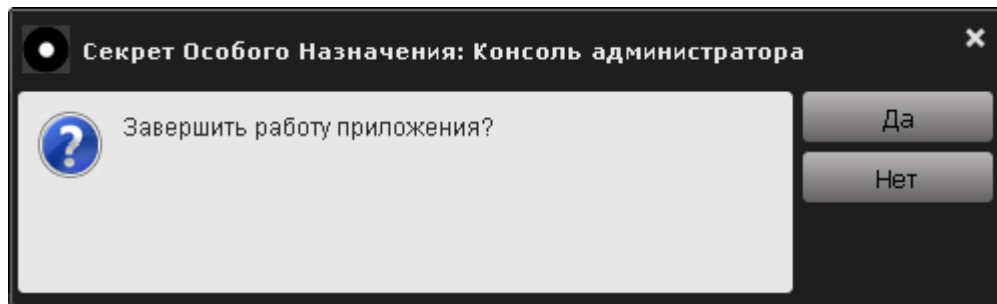 Секрет Особого Назначения: Консоль администратора
Завершить работу приложения?
Да
Нет